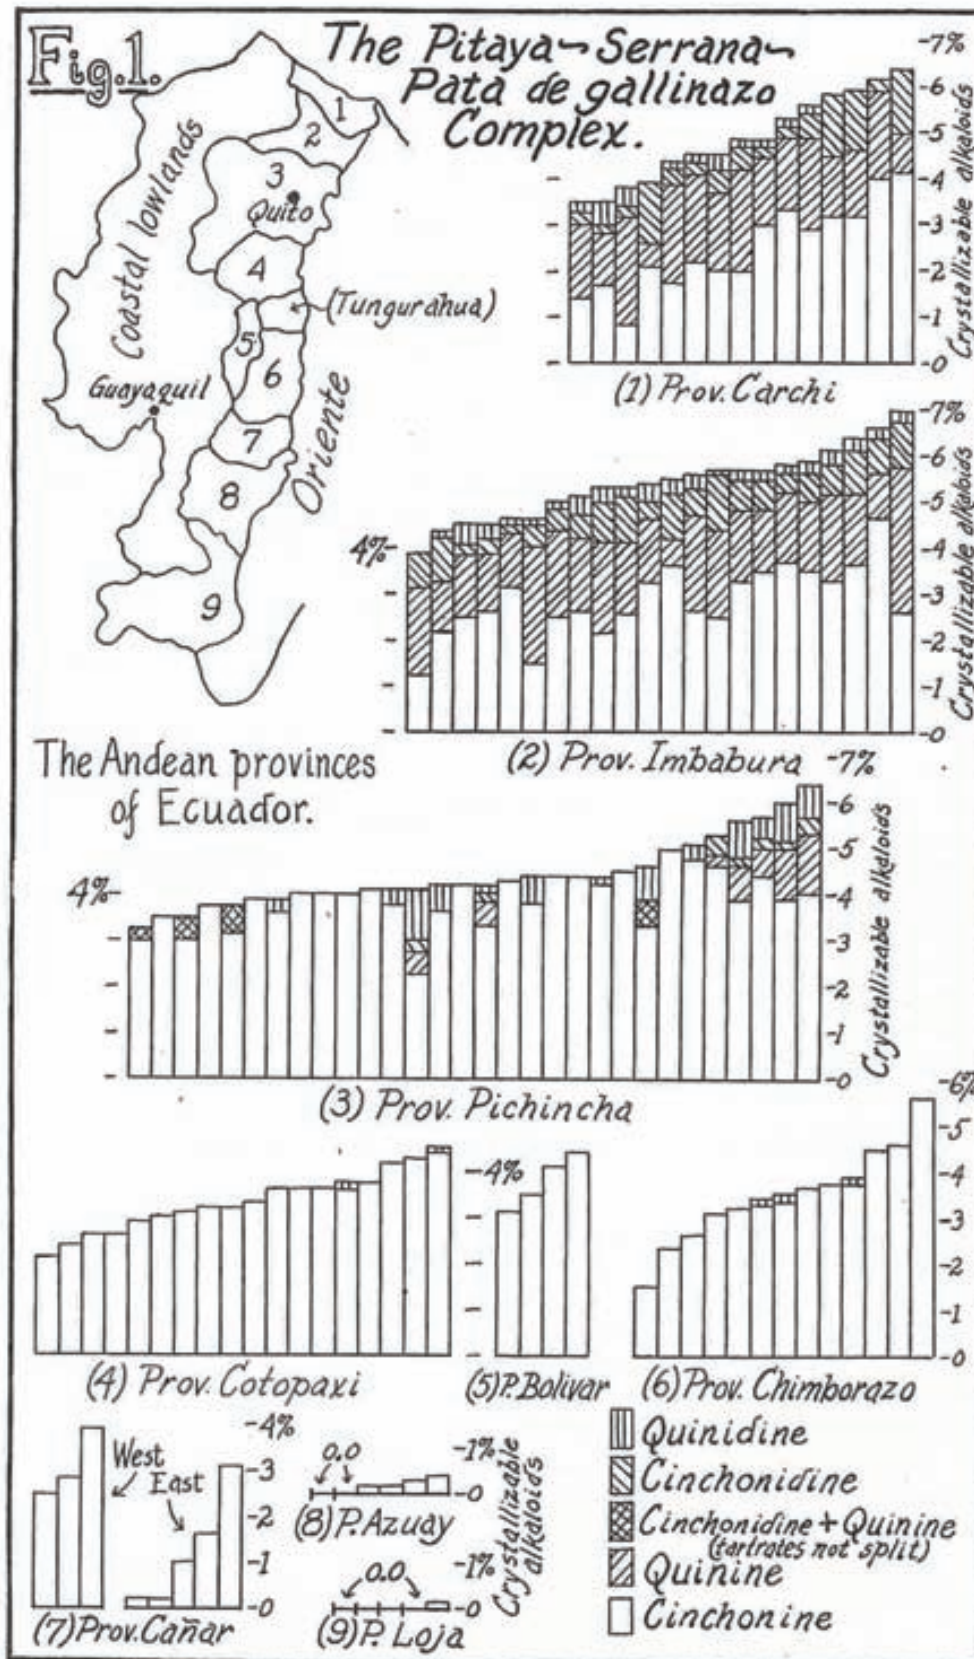 Fig.1.
The Pitaya-Serrana-
Pata de gallinazo
Complex.
Coastal lowlands
1
2
3
Quito
4
(Tungurahua)
5
6
Guayaquil
7
Oriente
8
9
-7%
-6
-5
-4
-3
-2
-1
-0
Crystallizable alkaloids
(1) Prov. Carchi
4%
-7%
-6
-5
-4
-3
-2
-1
-0
Crystallizable alkaloids
(2) Prov. Imbabura
The Andean provinces
of Ecuador.
4%
-7%
-6
-5
-4
-3
-2
-1
-0
Crystallizable alkaloids
(3) Prov. Pichincha
(4) Prov. Cotopaxi
-4%
(5) P. Bolivar
-6%
-5
-4
-3
-2
-1
-0
(6) Prov. Chimborazo
West
East
-4%
-3
-2
-1
-0
(7) Prov. Cañar
0.0
-1%
-0
(8) P. Azuay
Crystallizable
alkaloids
0.0
-1%
-0
(9) P. Loja
Quinidine
Cinchonidine
Cinchonidine + Quinine
(tartrates not split)
Quinine
Cinchonine